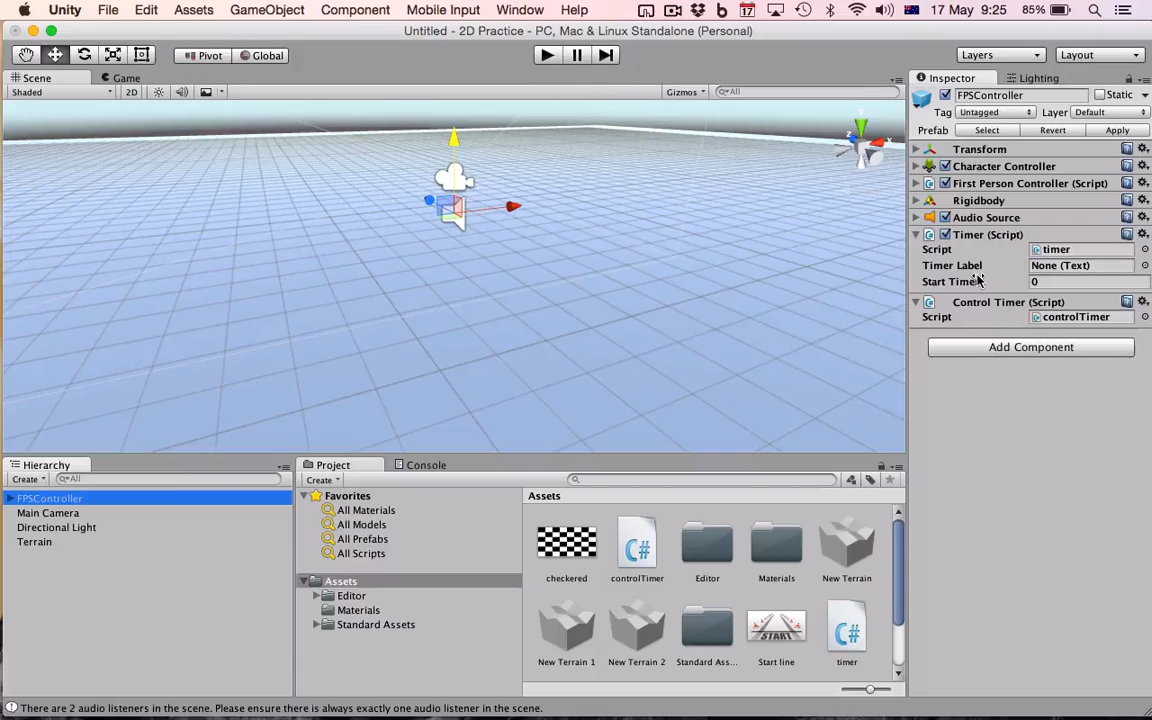 Unity File Edit Assets GameObject Component Mobile Input Window Help 17 May 9:25 85%
Untitled - 2D Practice - PC, Mac & Linux Standalone (Personal)
Pivot Global Layers Layout
Scene Game
Shaded 2D Gizmos All
y
z
x
Inspector Lighting
FPSController Static
Tag Untagged Layer Default
Prefab Select Revert Apply
Transform
Character Controller
First Person Controller (Script)
Rigidbody
Audio Source
Timer (Script)
Script timer
Timer Label None (Text)
Start Time 0
Control Timer (Script)
Script controlTimer
Add Component
Hierarchy
Create All
FPSController
Main Camera
Directional Light
Terrain
Project Console
Create
Favorites
All Materials
All Models
All Prefabs
All Scripts
Assets
Editor
Materials
Standard Assets
Assets
checkered controlTimer Editor Materials New Terrain
START
New Terrain 1 New Terrain 2 Standard Ass... Start line timer
There are 2 audio listeners in the scene. Please ensure there is always exactly one audio listener in the scene.